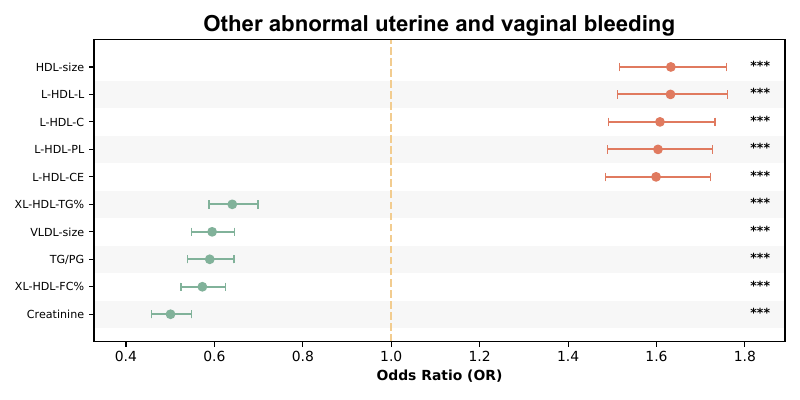 Other abnormal uterine and vaginal bleeding
HDL-size ***
L-HDL-L ***
L-HDL-C ***
L-HDL-PL ***
L-HDL-CE ***
XL-HDL-TG% ***
VLDL-size ***
TG/PG ***
XL-HDL-FC% ***
Creatinine ***
0.4 0.6 0.8 1.0 1.2 1.4 1.6 1.8
Odds Ratio (OR)